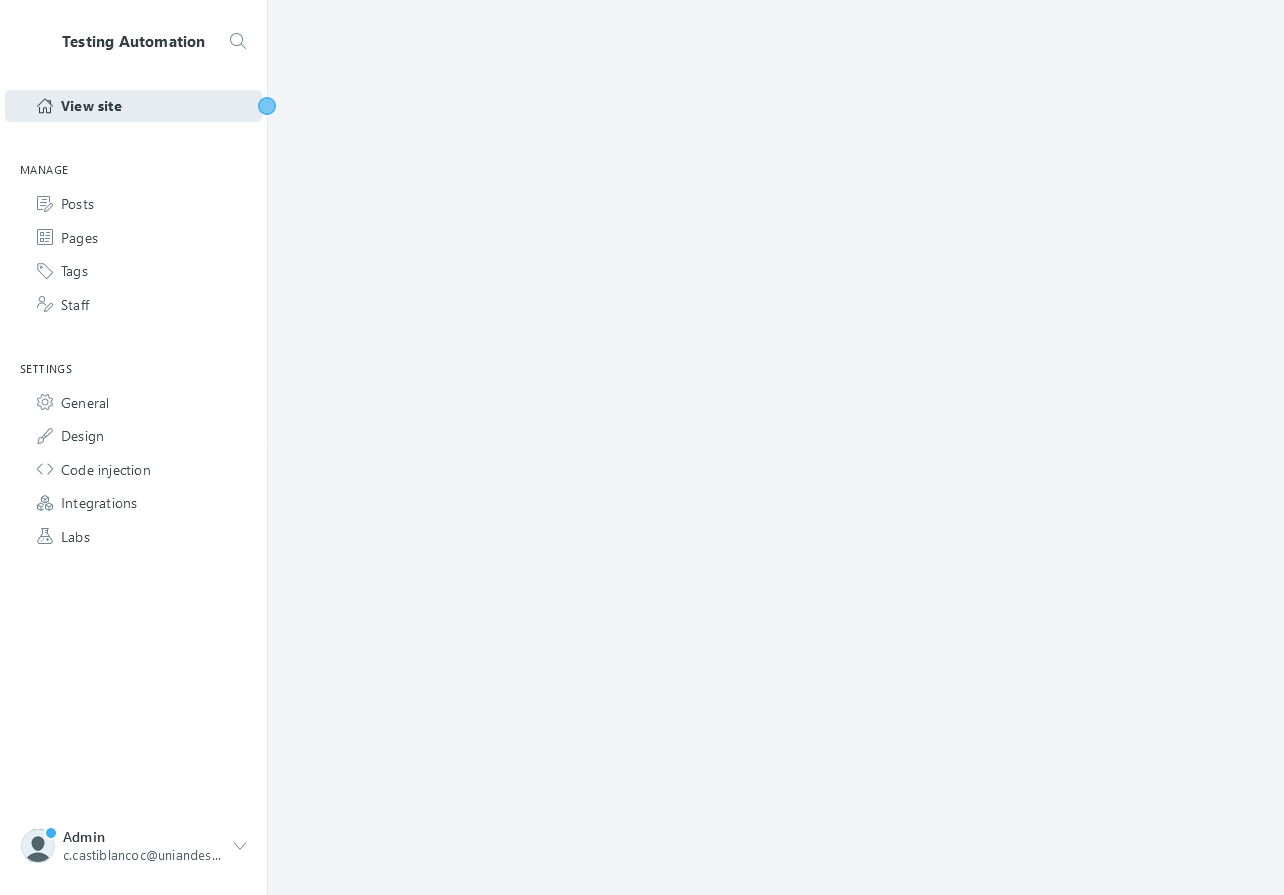 Testing Automation
View site
MANAGE
Posts
Pages
Tags
Staff
SETTINGS
General
Design
Code injection
Integrations
Labs
Admin
c.castiblancoc@uniandes...